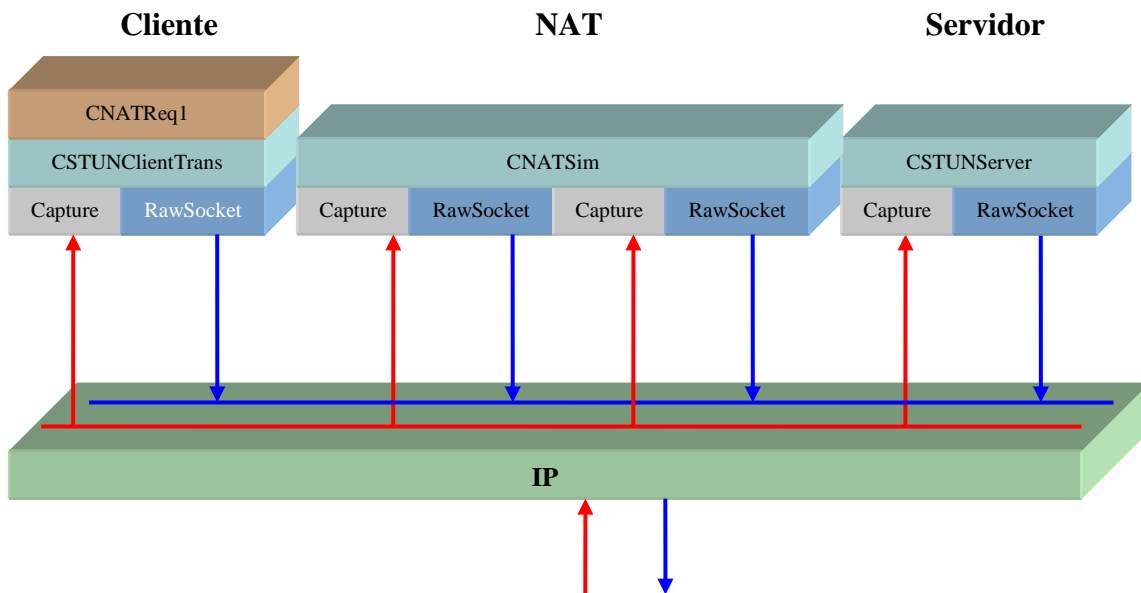 Cliente NAT Servidor
CNATReq1
CSTUNClientTrans CNATSim CSTUNServer
Capture RawSocket Capture RawSocket Capture RawSocket Capture RawSocket
IP